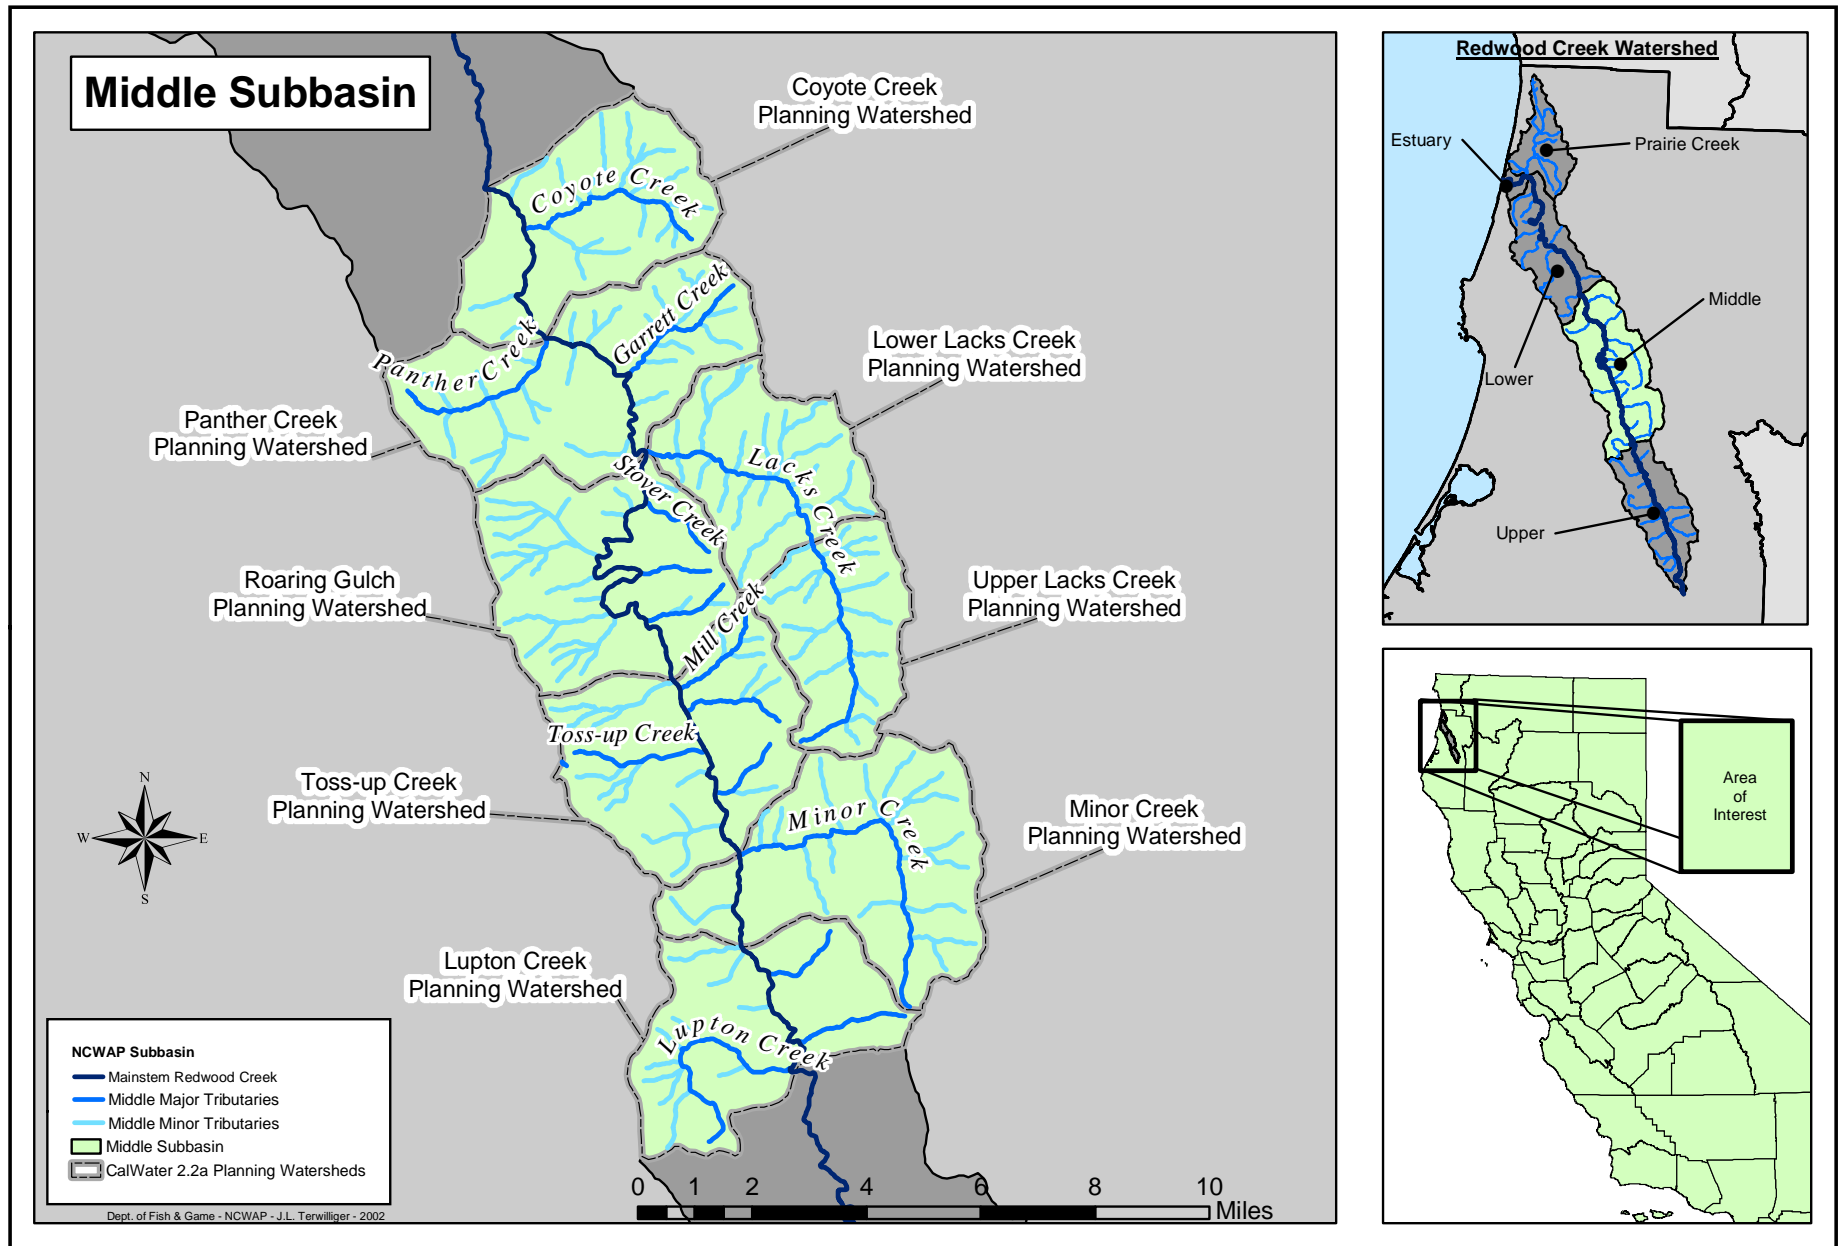 Middle Subbasin
Coyote Creek
Planning Watershed
Coyote Creek
Garrett Creek
Panther Creek
Lower Lacks Creek
Planning Watershed
Panther Creek
Planning Watershed
Lacks Creek
Stover Creek
Roaring Gulch
Planning Watershed
Upper Lacks Creek
Planning Watershed
Mill Creek
Toss-up Creek
Toss-up Creek
Planning Watershed
Minor Creek
Minor Creek
Planning Watershed
Lupton Creek
Planning Watershed
Lupton Creek
N
W
E
S
NCWAP Subbasin
Mainstem Redwood Creek
Middle Major Tributaries
Middle Minor Tributaries
Middle Subbasin
CalWater 2.2a Planning Watersheds
Dept. of Fish & Game - NCWAP - J.L. Terwilliger - 2002
0 1 2 4 6 8 10
Miles
Redwood Creek Watershed
Estuary
Prairie Creek
Middle
Lower
Upper
Area
of
Interest